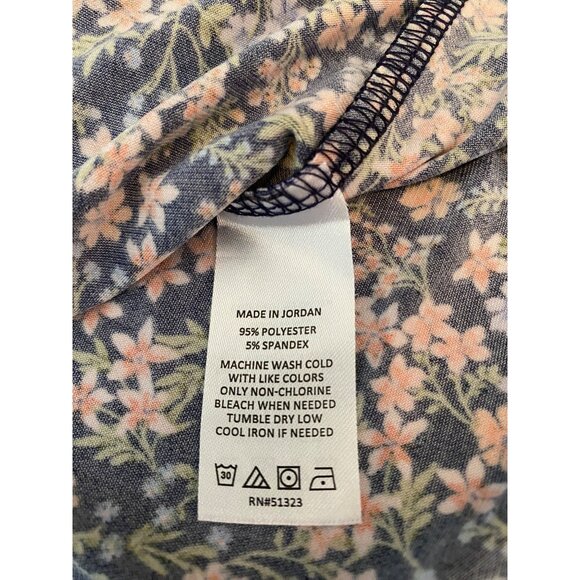 MADE IN JORDAN
95% POLYESTER
5% SPANDEX
MACHINE WASH COLD
WITH LIKE COLORS
ONLY NON-CHLORINE
BLEACH WHEN NEEDED
TUMBLE DRY LOW
COOL IRON IF NEEDED
30
RN#51323